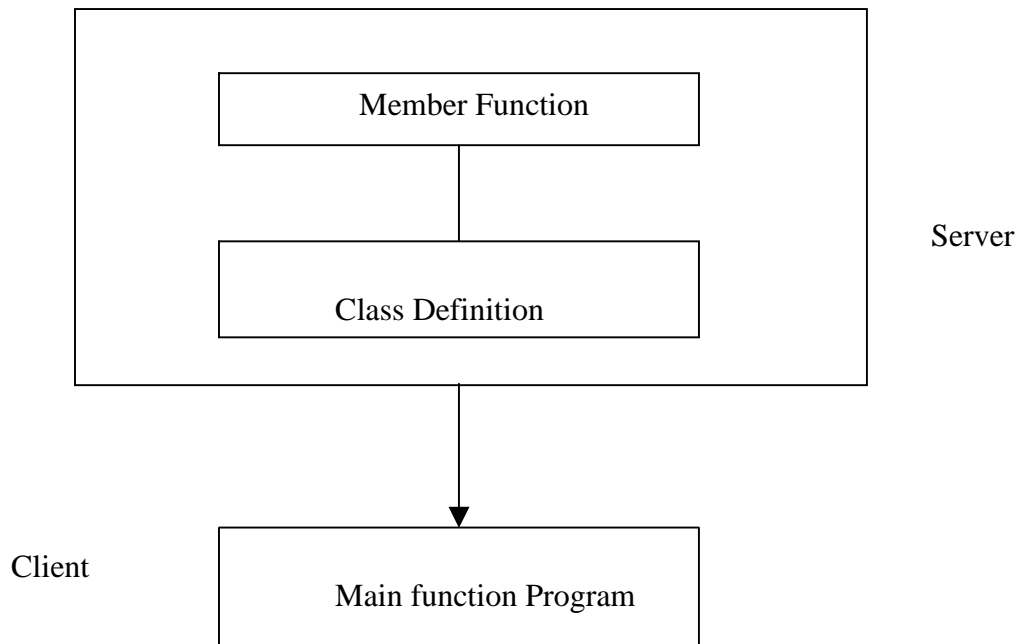 Member Function
Server
Class Definition
Client
Main function Program